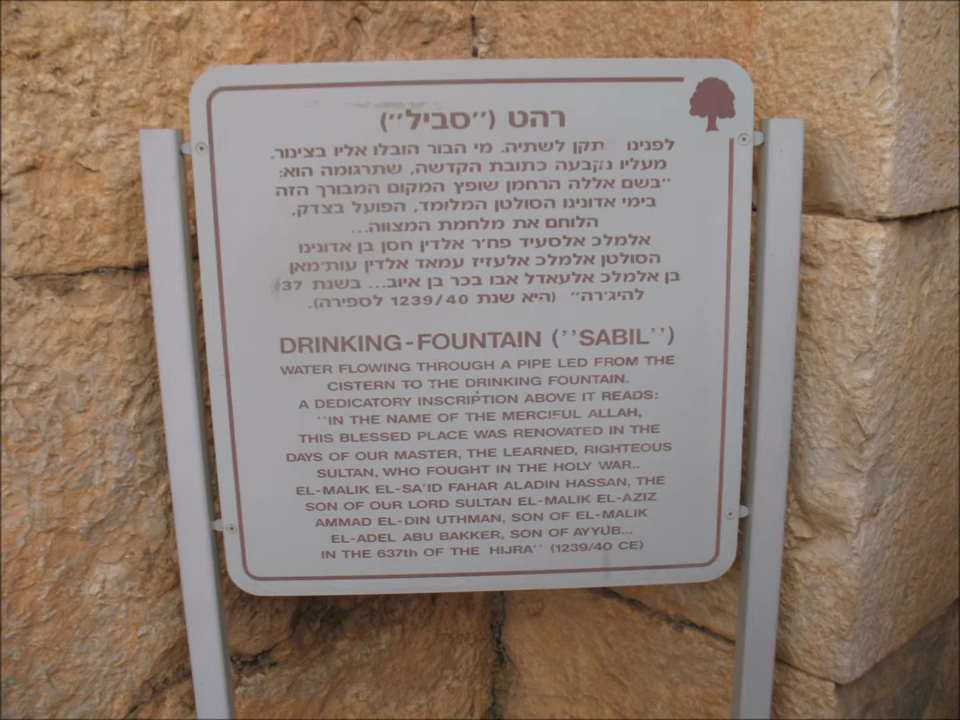 רהט (״סביל״)
לפנינו תקן לשתיה. מי הבור הובלו אליו בצינור.
מעליו נקבעה כתובת הקדשה, שתרגומה הוא:
״בשם אללה הרחמן שופץ המקום המבורך הזה
בימי אדונינו הסולטן המלומד, הפועל בצדק,
הלוחם את מלחמת המצווה...
אלמלכ אלסעיד פח׳ר אלדין חסן בן אדונינו
הסולטן אלמלכ אלעזיז עמאד אלדין עות׳מאן
בן אלמלכ אלעאדל אבו בכר בן איוב... בשנת 37
להיג׳רה״ (היא שנת 1239/40 לספירה).
DRINKING-FOUNTAIN (''SABIL'')
WATER FLOWING THROUGH A PIPE LED FROM THE
CISTERN TO THE DRINKING FOUNTAIN.
A DEDICATORY INSCRIPTION ABOVE IT READS:
''IN THE NAME OF THE MERCIFUL ALLAH,
THIS BLESSED PLACE WAS RENOVATED IN THE
DAYS OF OUR MASTER, THE LEARNED, RIGHTEOUS
SULTAN, WHO FOUGHT IN THE HOLY WAR..
EL-MALIK EL-SA'ID FAHAR ALADIN HASSAN, THE
SON OF OUR LORD SULTAN EL-MALIK EL-AZIZ
AMMAD EL-DIN UTHMAN, SON OF EL-MALIK
EL-ADEL ABU BAKKER, SON OF AYYUB...
IN THE 637th OF THE HIJRA'' (1239/40 CE)